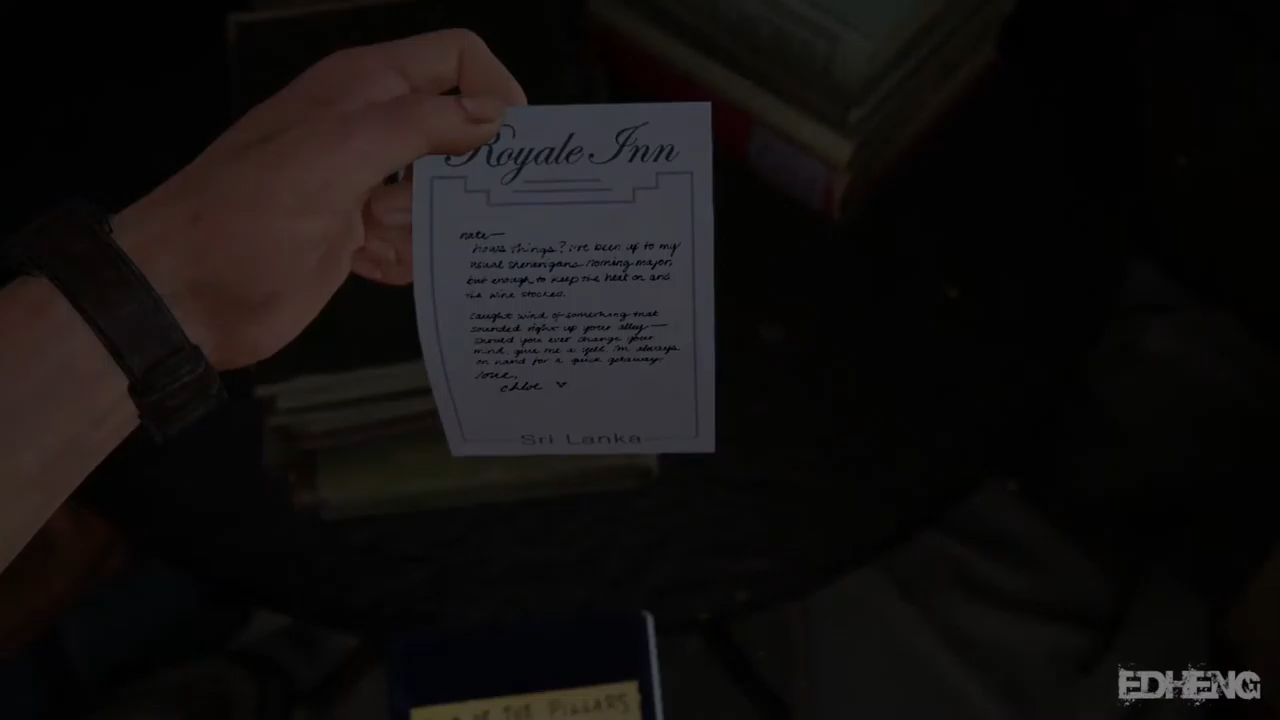 Royale Inn
nate—
how's things? I've been up to my
usual shenanigans. Nothing major,
but enough to keep the heat on and
the wine stocked.
Caught wind of something that
sounded right up your alley—
Should you ever change your
mind, give me a yell. I'm always
on hand for a quick getaway.
love,
chloe
Sri Lanka
OF THE PILLARS
EDHENG